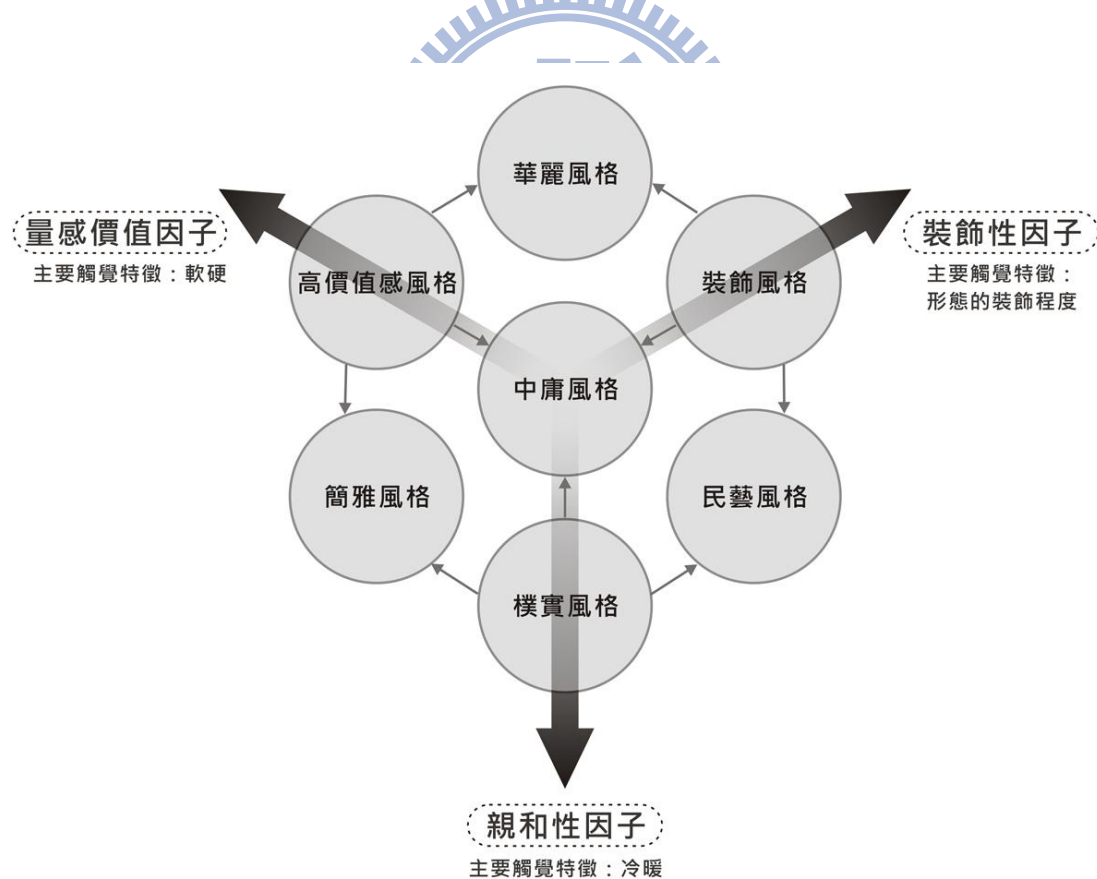 華麗風格
量感價值因子
主要觸覺特徵：軟硬
高價值感風格
裝飾風格
裝飾性因子
主要觸覺特徵：
形態的裝飾程度
中庸風格
簡雅風格
民藝風格
樸實風格
親和性因子
主要觸覺特徵：冷暖